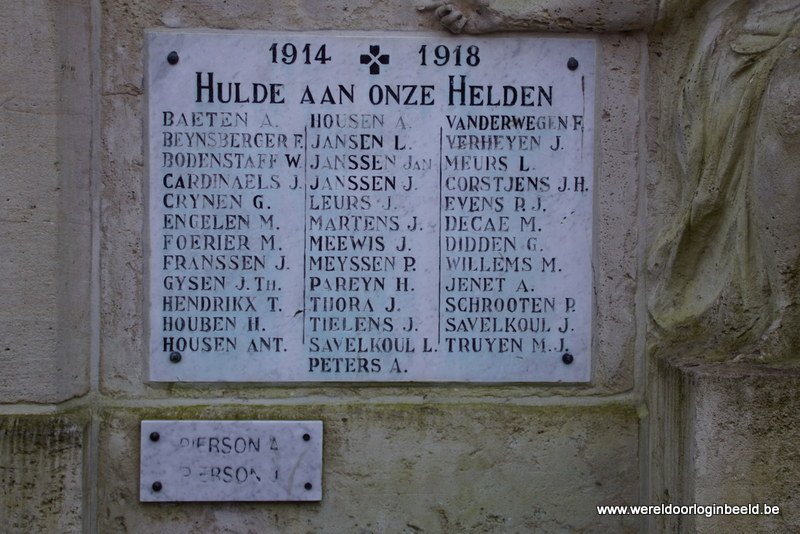 1914 1918
HULDE AAN ONZE HELDEN
BAETEN A.
BEYNSBERGER F.
BODENSTAFF W.
CARDINAELS J.
CRYNEN G.
ENGELEN M.
FOERIER M.
FRANSSEN J.
GYSEN J. TH.
HENDRIKX T.
HOUBEN H.
HOUSEN ANT.
HOUSEN A.
JANSEN L.
JANSSEN JAN
JANSSEN J.
LEURS J.
MARTENS J.
MEEWIS J.
MEYSSEN P.
PAREYN H.
THORA J.
TIELENS J.
SAVELKOUL L.
PETERS A.
VANDERWEGEN F.
VERHEYEN J.
MEURS L.
CORSTJENS J.H.
EVENS P.J.
DECAE M.
DIDDEN G.
WILLEMS M.
JENET A.
SCHROOTEN P.
SAVELKOUL J.
TRUYEN M.J.
PIERSON A
PIERSON J
www.wereldoorloginbeeld.be